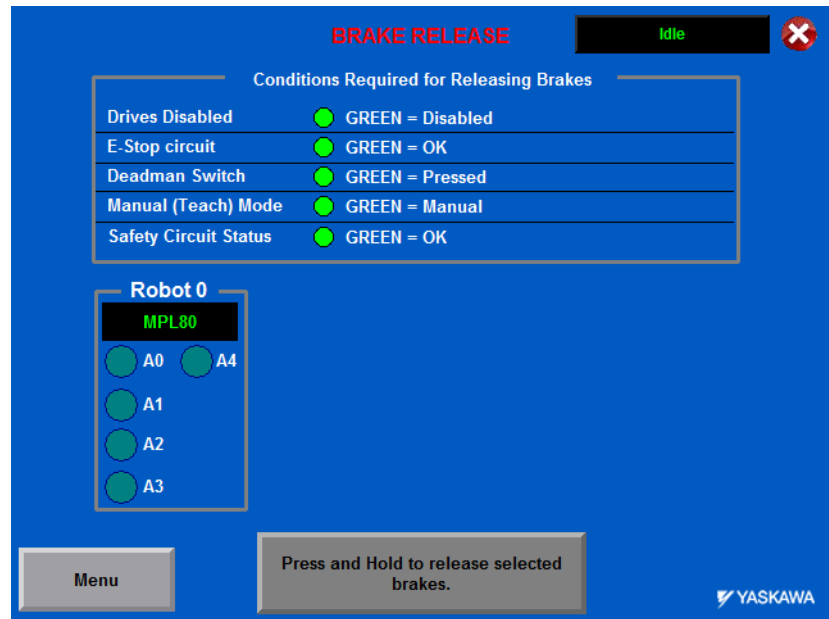 BRAKE RELEASE
Idle
Conditions Required for Releasing Brakes
Drives Disabled GREEN = Disabled
E-Stop circuit GREEN = OK
Deadman Switch GREEN = Pressed
Manual (Teach) Mode GREEN = Manual
Safety Circuit Status GREEN = OK
Robot 0
MPL80
A0 A4
A1
A2
A3
Menu
Press and Hold to release selected
brakes.
YASKAWA